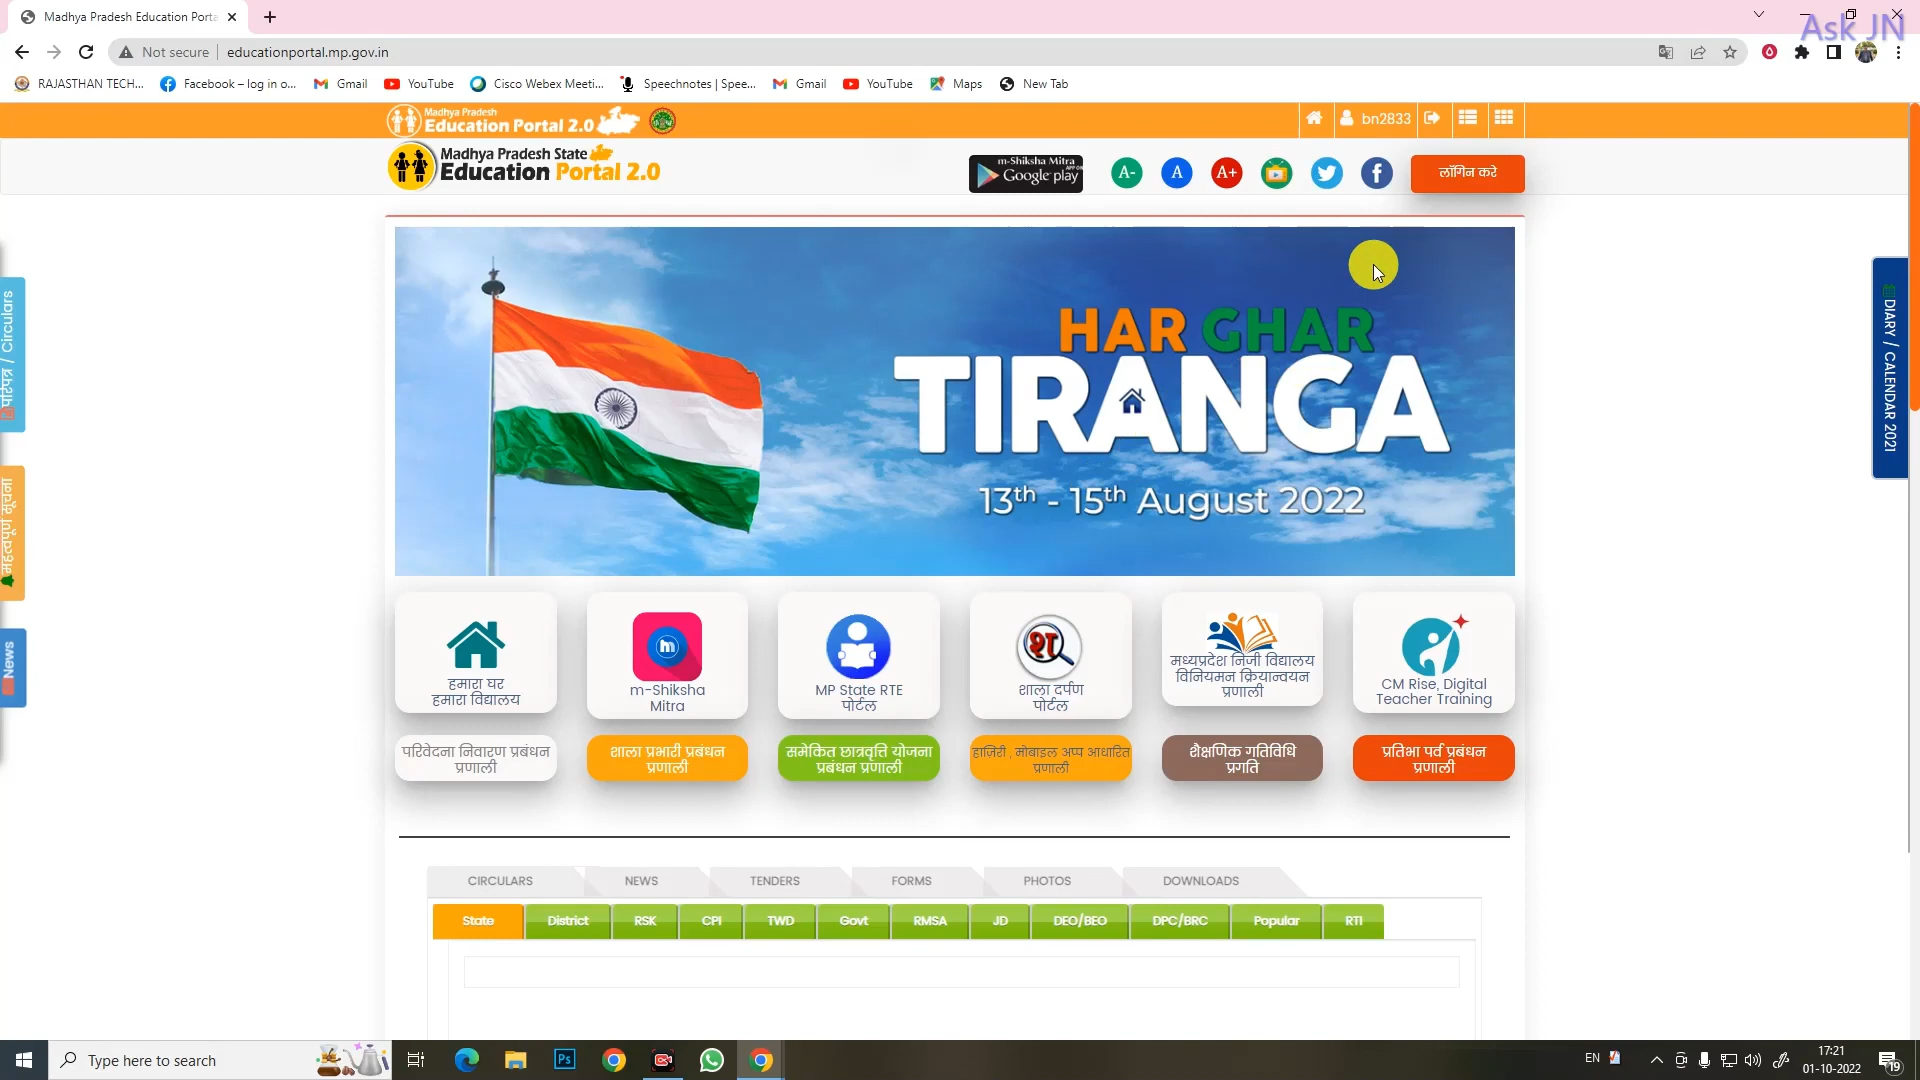 Madhya Pradesh Education Porta
Ask JN
Not secure
educationportal.mp.gov.in
RAJASTHAN TECH...
Facebook – log in o...
Gmail
YouTube
Cisco Webex Meeti...
Speechnotes | Spee...
Gmail
YouTube
Maps
New Tab
Madhya Pradesh
Education Portal 2.0
bn2833
Madhya Pradesh State
Education Portal 2.0
m-Shiksha Mitra
APP ON
Google play
A-
A
A+
लॉगिन करे
परिपत्र / Circulars
महत्वपूर्ण सूचना
News
DIARY / CALENDAR 2021
HAR GHAR
TIRANGA
13th - 15th August 2022
हमारा घर
हमारा विद्यालय
m
m-Shiksha
Mitra
MP State RTE
पोर्टल
श
शाला दर्पण
पोर्टल
मध्यप्रदेश निजी विद्यालय
विनियमन क्रियान्वयन
प्रणाली
CM Rise, Digital
Teacher Training
परिवेदना निवारण प्रबंधन
प्रणाली
शाला प्रभारी प्रबंधन
प्रणाली
समेकित छात्रवृत्ति योजना
प्रबंधन प्रणाली
हाज़िरी , मोबाइल अप्प आधारित
प्रणाली
शैक्षणिक गतिविधि
प्रगति
प्रतिभा पर्व प्रबंधन
प्रणाली
CIRCULARS
NEWS
TENDERS
FORMS
PHOTOS
DOWNLOADS
State
District
RSK
CPI
TWD
Govt
RMSA
JD
DEO/BEO
DPC/BRC
Popular
RTI
Type here to search
Ps
EN
17:21
01-10-2022
19